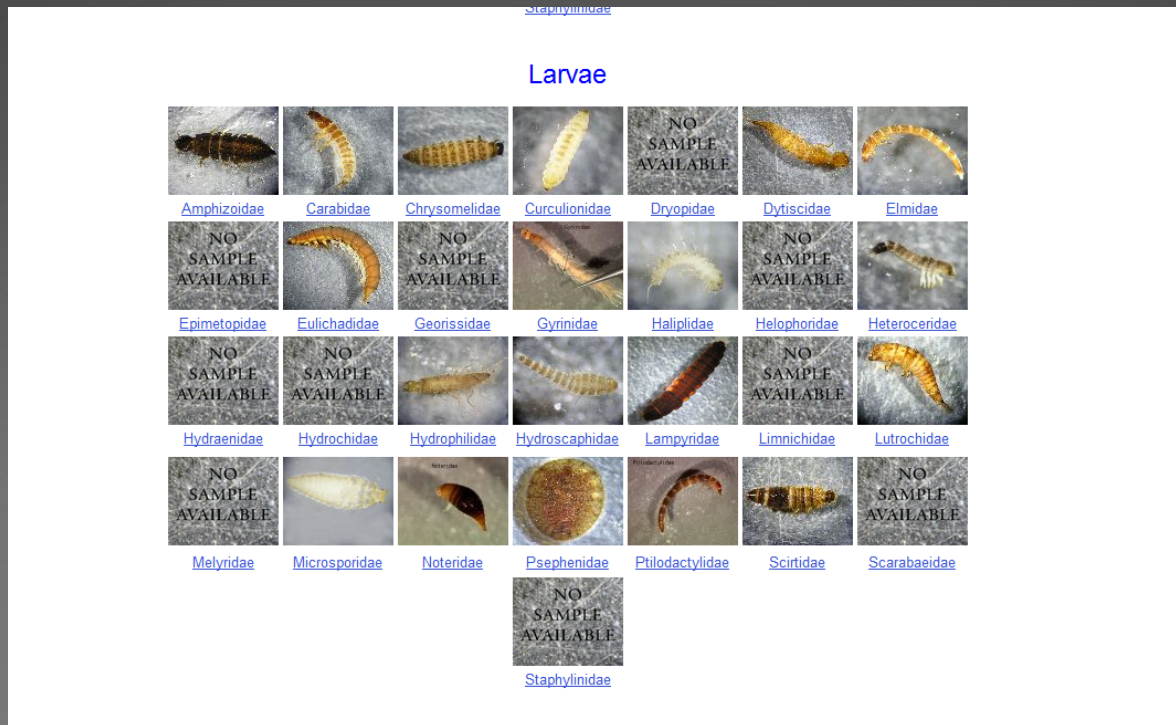 Staphylinidae
Larvae
NO SAMPLE AVAILABLE
Amphizoidae Carabidae Chrysomelidae Curculionidae Dryopidae Dytiscidae Elmidae
NO SAMPLE AVAILABLE NO SAMPLE AVAILABLE Gyrinidae NO SAMPLE AVAILABLE
Epimetopidae Eulichadidae Georissidae Gyrinidae Haliplidae Helophoridae Heteroceridae
NO SAMPLE AVAILABLE NO SAMPLE AVAILABLE NO SAMPLE AVAILABLE
Hydraenidae Hydrochidae Hydrophilidae Hydroscaphidae Lampyridae Limnichidae Lutrochidae
NO SAMPLE AVAILABLE Noteridae Ptilodactylidae NO SAMPLE AVAILABLE
Melyridae Microsporidae Noteridae Psephenidae Ptilodactylidae Scirtidae Scarabaeidae
NO SAMPLE AVAILABLE
Staphylinidae